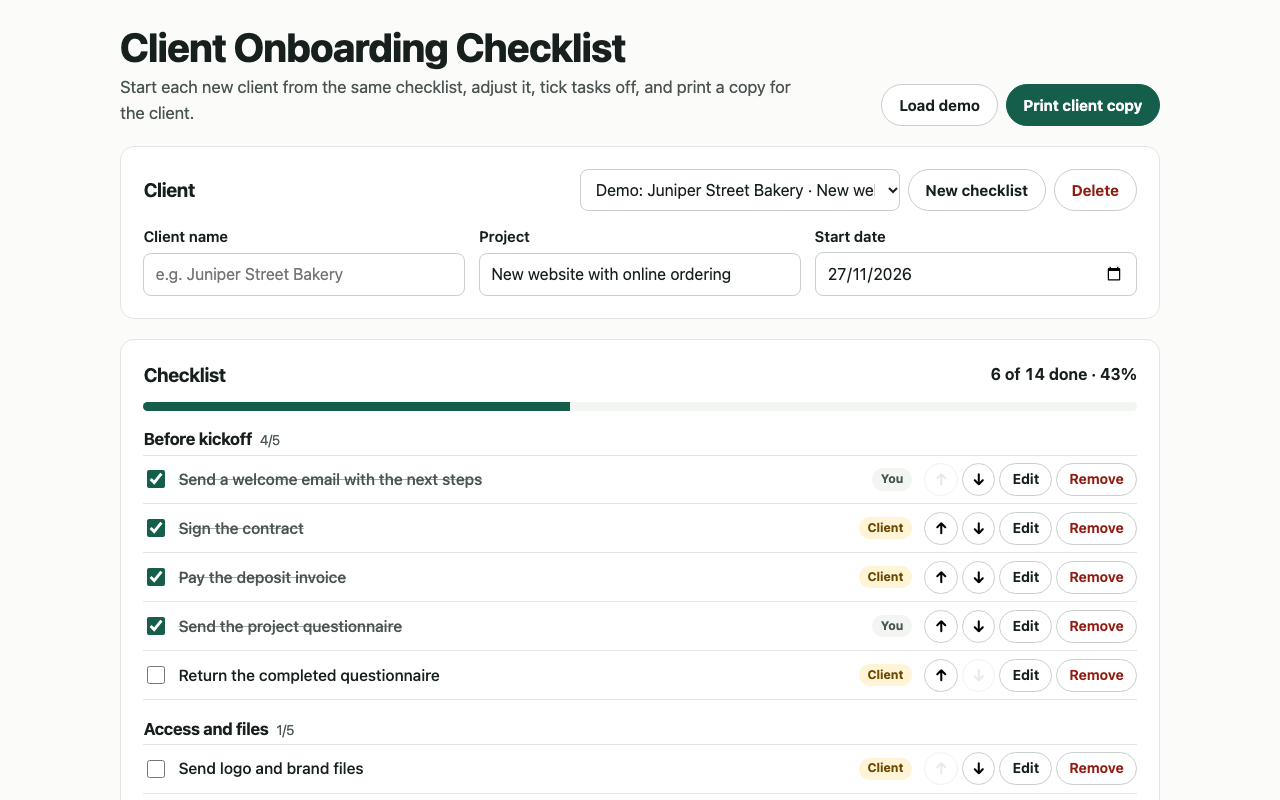 Client Onboarding Checklist
Start each new client from the same checklist, adjust it, tick tasks off, and print a copy for
the client.
Load demo
Print client copy
Client
Demo: Juniper Street Bakery · New we
New checklist
Delete
Client name
Project
Start date
e.g. Juniper Street Bakery
New website with online ordering
27/11/2026
Checklist
6 of 14 done · 43%
Before kickoff 4/5
Send a welcome email with the next steps
You
↑
↓
Edit
Remove
Sign the contract
Client
↑
↓
Edit
Remove
Pay the deposit invoice
Client
↑
↓
Edit
Remove
Send the project questionnaire
You
↑
↓
Edit
Remove
Return the completed questionnaire
Client
↑
↓
Edit
Remove
Access and files 1/5
Send logo and brand files
Client
↑
↓
Edit
Remove